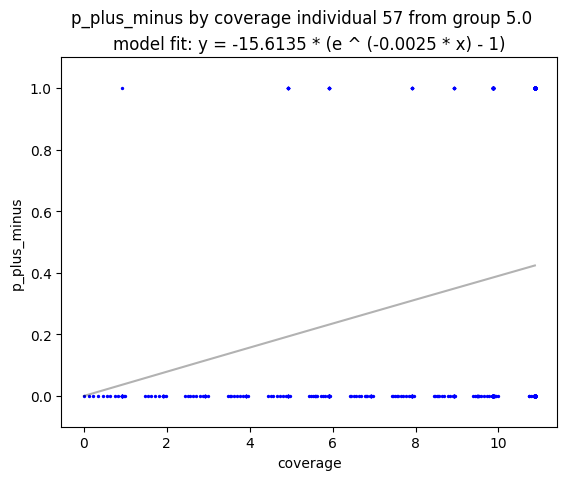 p_plus_minus by coverage individual 57 from group 5.0
model fit: y = -15.6135 * (e ^ (-0.0025 * x) - 1)
1.0
0.8
0.6
0.4
0.2
0.0
p_plus_minus
0 2 4 6 8 10
coverage